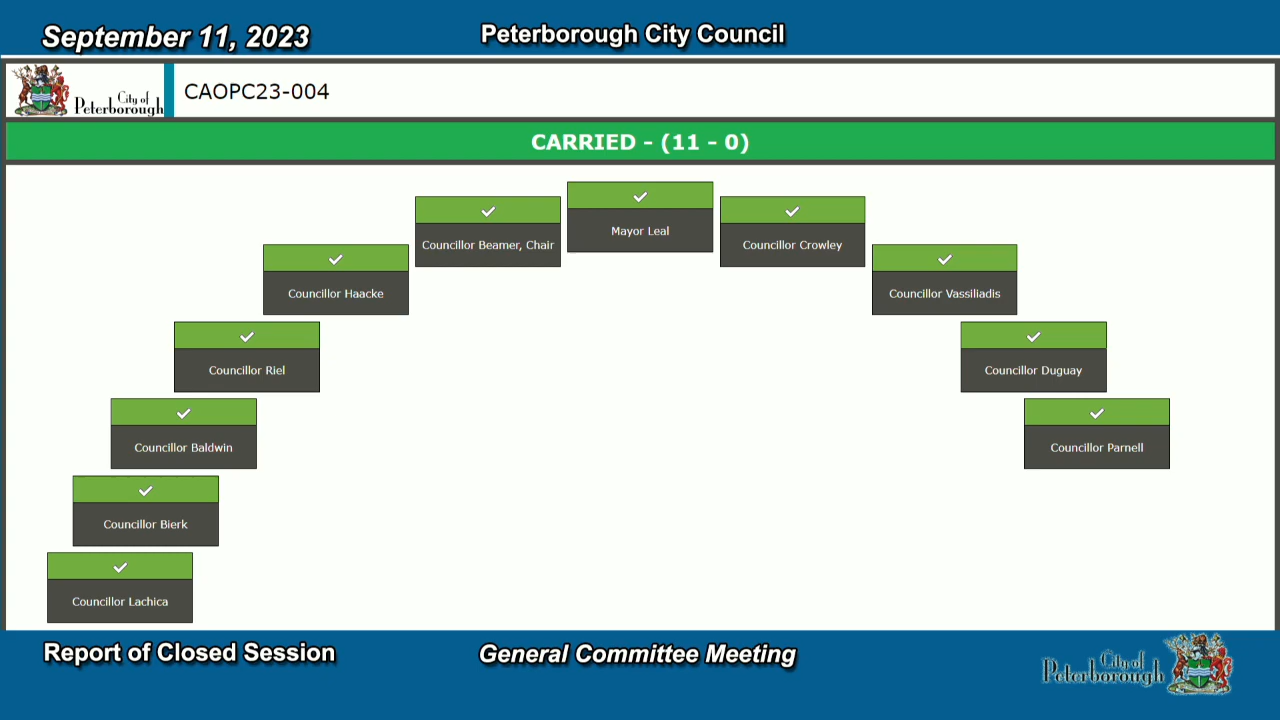 September 11, 2023
Peterborough City Council
City of
Peterborough
CAOPC23-004
CARRIED - (11 - 0)
Mayor Leal
Councillor Beamer, Chair
Councillor Crowley
Councillor Haacke
Councillor Vassiliadis
Councillor Riel
Councillor Duguay
Councillor Baldwin
Councillor Parnell
Councillor Bierk
Councillor Lachica
Report of Closed Session
General Committee Meeting
City of
Peterborough